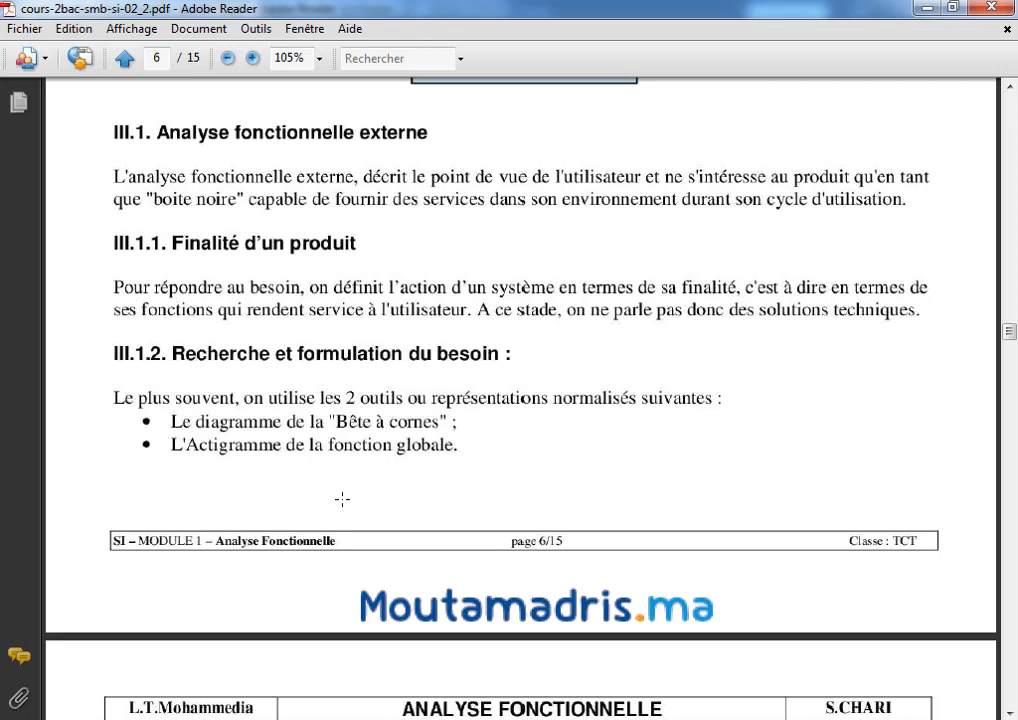 cours-2bac-smb-si-02_2.pdf - Adobe Reader
Fichier Edition Affichage Document Outils Fenêtre Aide
6 / 15 105% Rechercher
III.1. Analyse fonctionnelle externe
L'analyse fonctionnelle externe, décrit le point de vue de l'utilisateur et ne s'intéresse au produit qu'en tant
que "boite noire" capable de fournir des services dans son environnement durant son cycle d'utilisation.
III.1.1. Finalité d’un produit
Pour répondre au besoin, on définit l’action d’un système en termes de sa finalité, c'est à dire en termes de
ses fonctions qui rendent service à l'utilisateur. A ce stade, on ne parle pas donc des solutions techniques.
III.1.2. Recherche et formulation du besoin :
Le plus souvent, on utilise les 2 outils ou représentations normalisés suivantes :
• Le diagramme de la "Bête à cornes" ;
• L'Actigramme de la fonction globale.
SI – MODULE 1 – Analyse Fonctionnelle page 6/15 Classe : TCT
Moutamadris.ma
L.T.Mohammedia ANALYSE FONCTIONNELLE S.CHARI